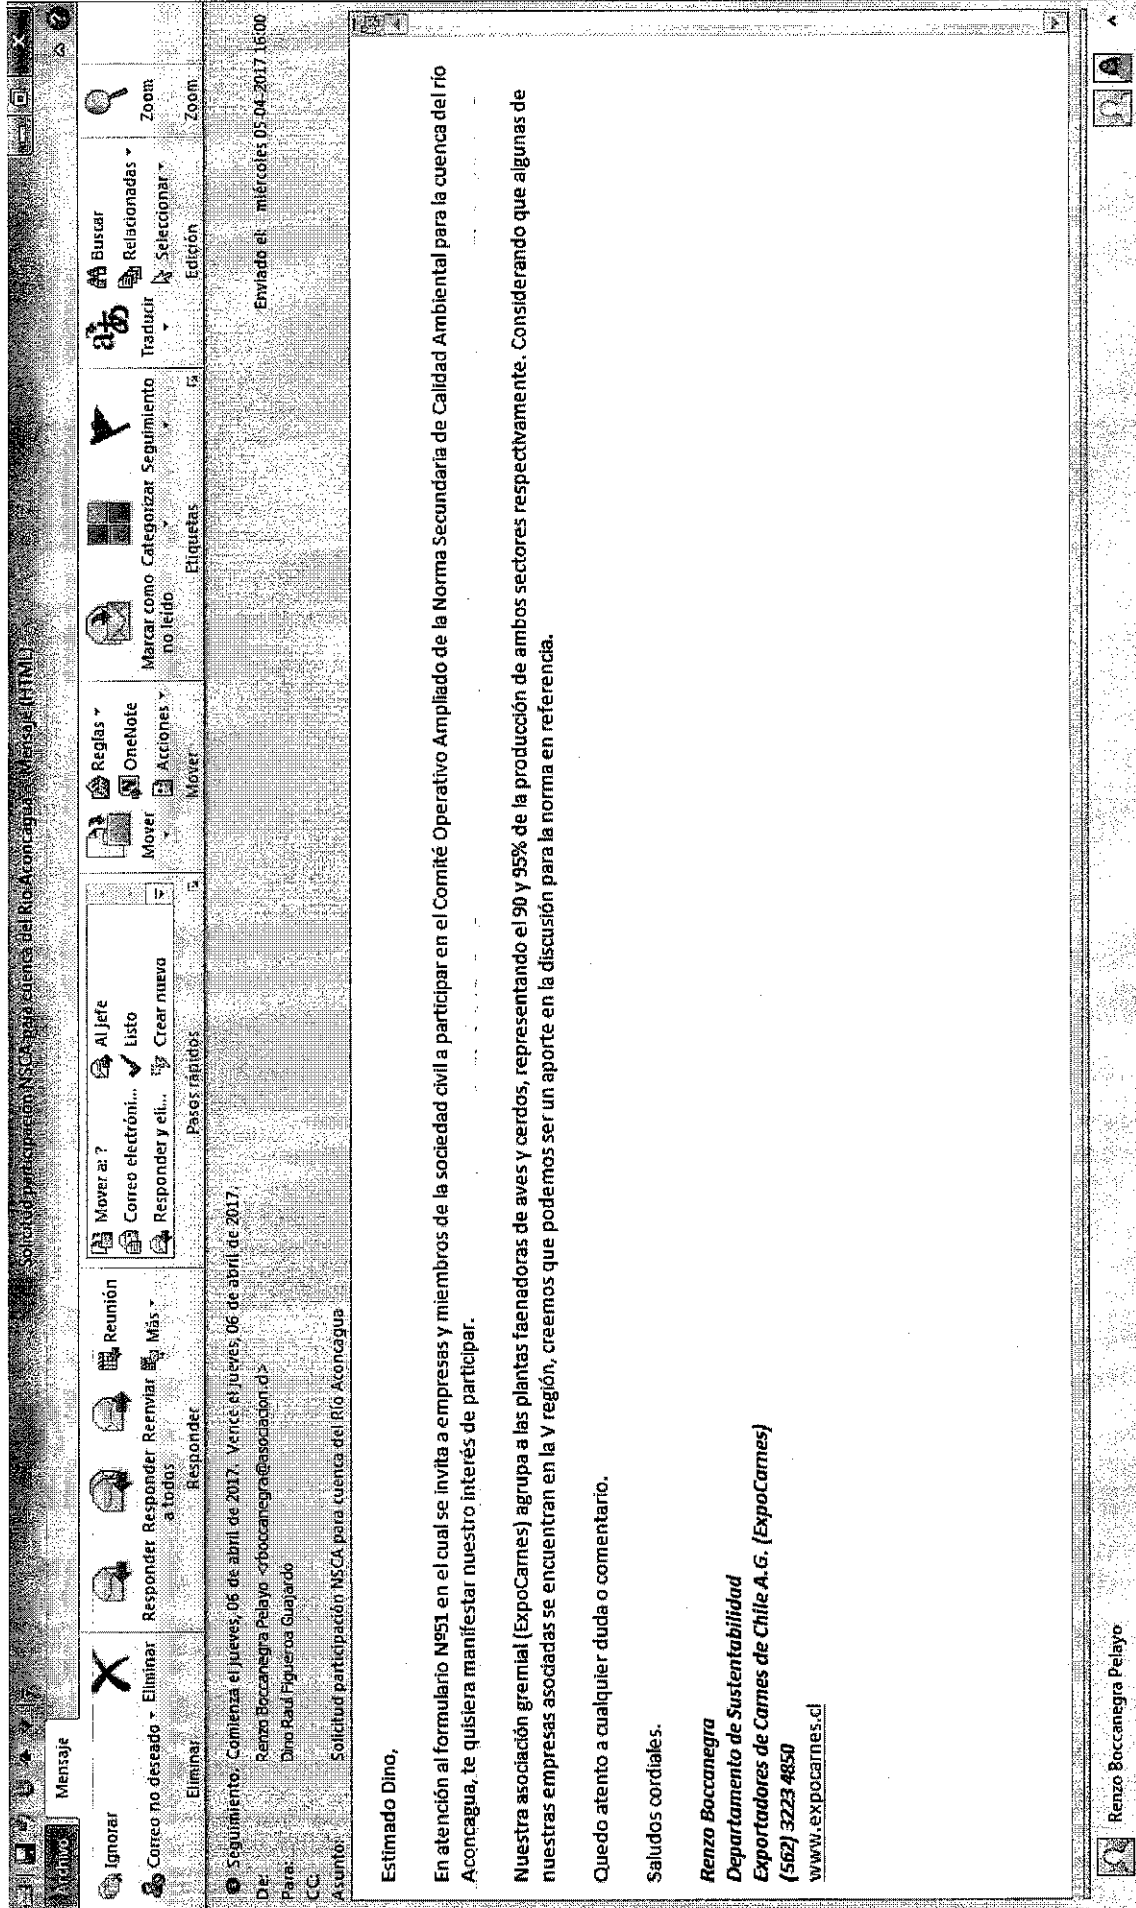 Solicitud participación NSCA para cuenca del Río Aconcagua - Mensaje (HTML)
Archivo
Mensaje
Ignorar
Correo no deseado
Eliminar
Eliminar
Responder
Responder a todos
Reenviar
Reunión
Más
Responder
Mover a: ?
Al jefe
Correo electróni...
Listo
Responder y eli...
Crear nuevo
Pasos rápidos
Mover
Reglas
OneNote
Acciones
Mover
Marcar como no leído
Categorizar
Seguimiento
Etiquetas
Traducir
Buscar
Relacionadas
Seleccionar
Edición
Zoom
Zoom
Seguimiento. Comienza el jueves, 06 de abril de 2017. Vence el jueves, 06 de abril de 2017.
De: Renzo Boccanegra Pelayo <rboccanegra@asociacion.cl>
Enviado el: miércoles 05-04-2017 16:00
Para: Dino Raul Figueroa Guajardo
CC:
Asunto: Solicitud participación NSCA para cuenca del Río Aconcagua
Estimado Dino,
En atención al formulario Nº51 en el cual se invita a empresas y miembros de la sociedad civil a participar en el Comité Operativo Ampliado de la Norma Secundaria de Calidad Ambiental para la cuenca del río
Aconcagua, te quisiera manifestar nuestro interés de participar.
Nuestra asociación gremial (ExpoCarnes) agrupa a las plantas faenadoras de aves y cerdos, representando el 90 y 95% de la producción de ambos sectores respectivamente. Considerando que algunas de
nuestras empresas asociadas se encuentran en la V región, creemos que podemos ser un aporte en la discusión para la norma en referencia.
Quedo atento a cualquier duda o comentario.
Saludos cordiales.
Renzo Boccanegra
Departamento de Sustentabilidad
Exportadores de Carnes de Chile A.G. (ExpoCarnes)
(562) 3223 4850
www.expocarnes.cl
Renzo Boccanegra Pelayo